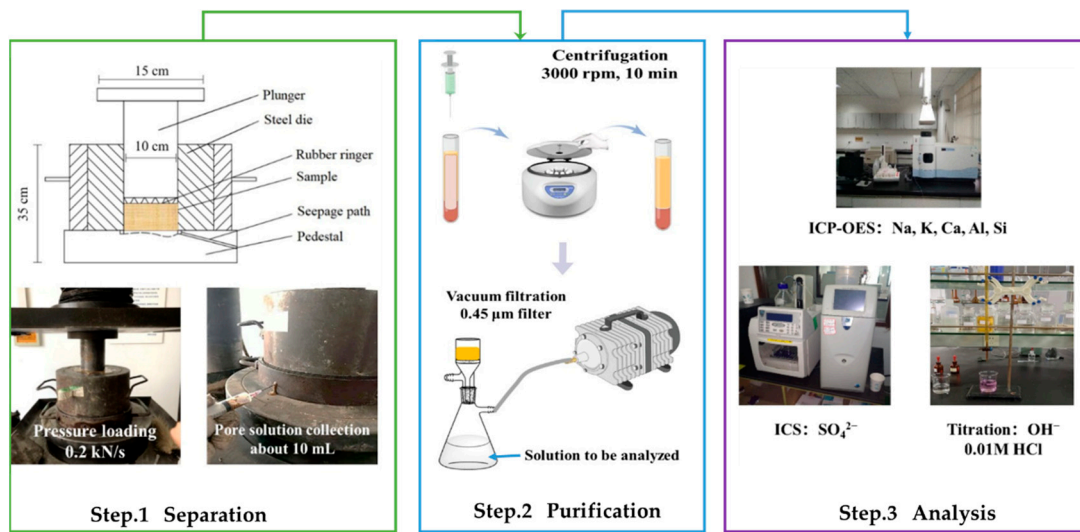 15 cm
Plunger
Steel die
10 cm
Rubber ringer
Sample
35 cm
Seepage path
Pedestal
Pressure loading
0.2 kN/s
Pore solution collection
about 10 mL
Step.1 Separation
Centrifugation
3000 rpm, 10 min
Vacuum filtration
0.45 μm filter
Solution to be analyzed
Step.2 Purification
ICP-OES: Na, K, Ca, Al, Si
ICS: SO₄²⁻
Titration: OH⁻
0.01M HCl
Step.3 Analysis